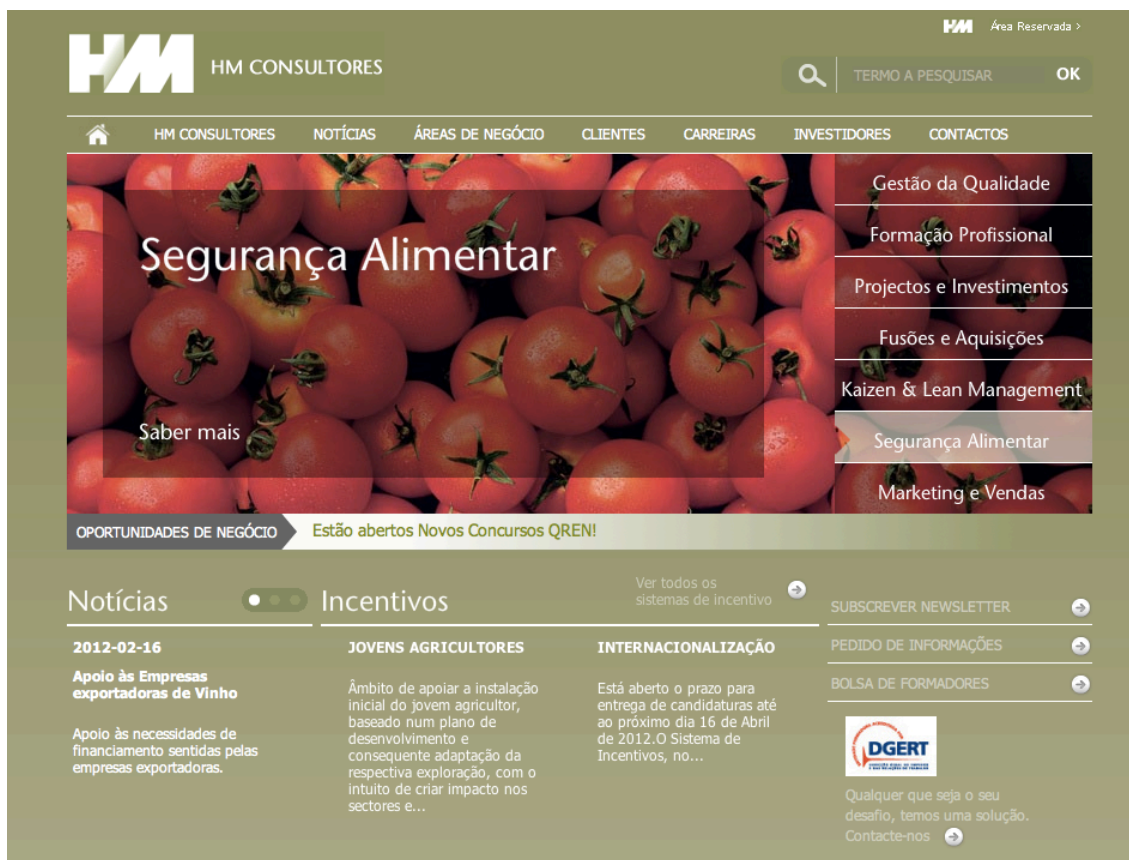 HM Área Reservada >
HM HM CONSULTORES
TERMO A PESQUISAR OK
HM CONSULTORES NOTÍCIAS ÁREAS DE NEGÓCIO CLIENTES CARREIRAS INVESTIDORES CONTACTOS
Segurança Alimentar
Saber mais
Gestão da Qualidade
Formação Profissional
Projectos e Investimentos
Fusões e Aquisições
Kaizen & Lean Management
Segurança Alimentar
Marketing e Vendas
OPORTUNIDADES DE NEGÓCIO Estão abertos Novos Concursos QREN!
Notícias
2012-02-16
Apoio às Empresas
exportadoras de Vinho
Apoio às necessidades de
financiamento sentidas pelas
empresas exportadoras.
Incentivos
Ver todos os
sistemas de incentivo
JOVENS AGRICULTORES
Âmbito de apoiar a instalação
inicial do jovem agricultor,
baseado num plano de
desenvolvimento e
consequente adaptação da
respectiva exploração, com o
intuito de criar impacto nos
sectores e...
INTERNACIONALIZAÇÃO
Está aberto o prazo para
entrega de candidaturas até
ao próximo dia 16 de Abril
de 2012.O Sistema de
Incentivos, no...
SUBSCREVER NEWSLETTER
PEDIDO DE INFORMAÇÕES
BOLSA DE FORMADORES
DGERT
Qualquer que seja o seu
desafio, temos uma solução.
Contacte-nos